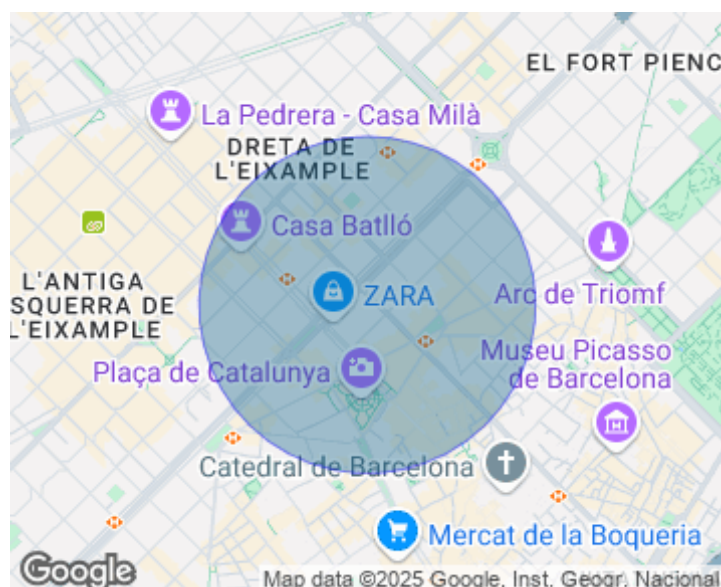 EL FORT PIENC
La Pedrera - Casa Milà
DRETA DE
L'EIXAMPLE
Casa Batlló
L'ANTIGA
SQUERRA DE
L'EIXAMPLE
ZARA
Arc de Triomf
Plaça de Catalunya
Museu Picasso
de Barcelona
Catedral de Barcelona
Mercat de la Boqueria
Google
Map data ©2025 Google, Inst. Geogr. Nacional